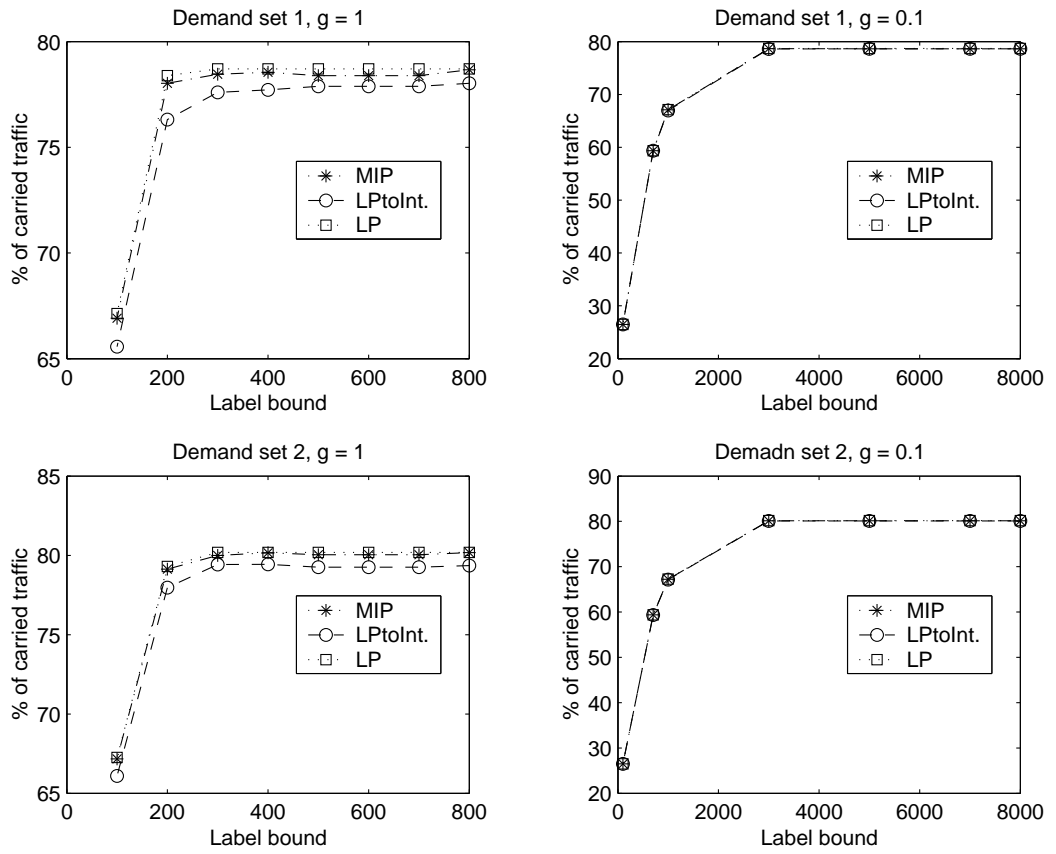 Demand set 1, g = 1
80
75
70
65
% of carried traffic
MIP
LPtoInt.
LP
0 200 400 600 800
Label bound
Demand set 1, g = 0.1
80
70
60
50
40
30
20
% of carried traffic
MIP
LPtoInt.
LP
0 2000 4000 6000 8000
Label bound
Demand set 2, g = 1
85
80
75
70
65
% of carried traffic
MIP
LPtoInt.
LP
0 200 400 600 800
Label bound
Demadn set 2, g = 0.1
90
80
70
60
50
40
30
20
% of carried traffic
MIP
LPtoInt.
LP
0 2000 4000 6000 8000
Label bound